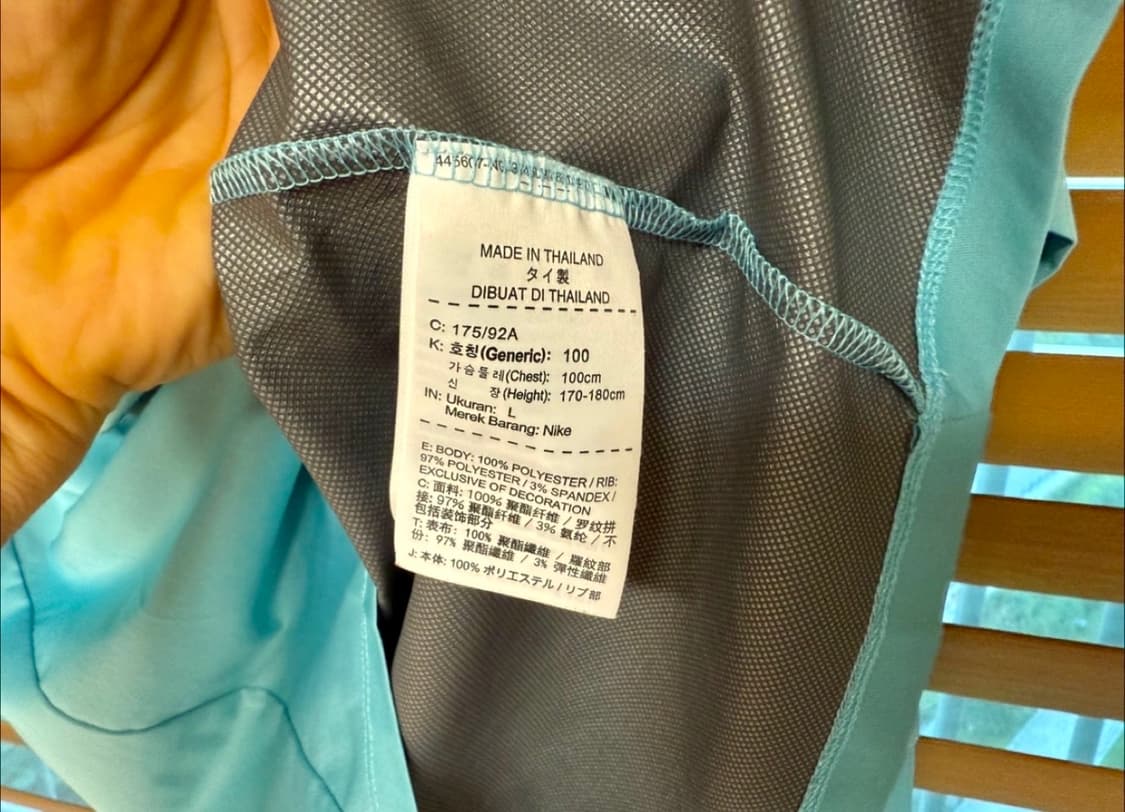 MADE IN THAILAND
タイ製
DIBUAT DI THAILAND
C: 175/92A
K: 호칭(Generic): 100
가슴둘레(Chest): 100cm
신 장(Height): 170-180cm
IN: Ukuran: L
Merek Barang: Nike
E: BODY: 100% POLYESTER / RIB:
97% POLYESTER / 3% SPANDEX /
EXCLUSIVE OF DECORATION
C: 面料: 100% 聚酯纤维 / 罗纹拼
接: 97% 聚酯纤维 / 3% 氨纶 / 不
包括装饰部分
T: 表布: 100% 聚酯纖維 / 羅紋部
份: 97% 聚酯纖維 / 3% 彈性纖維
J: 本体: 100% ポリエステル / リブ部